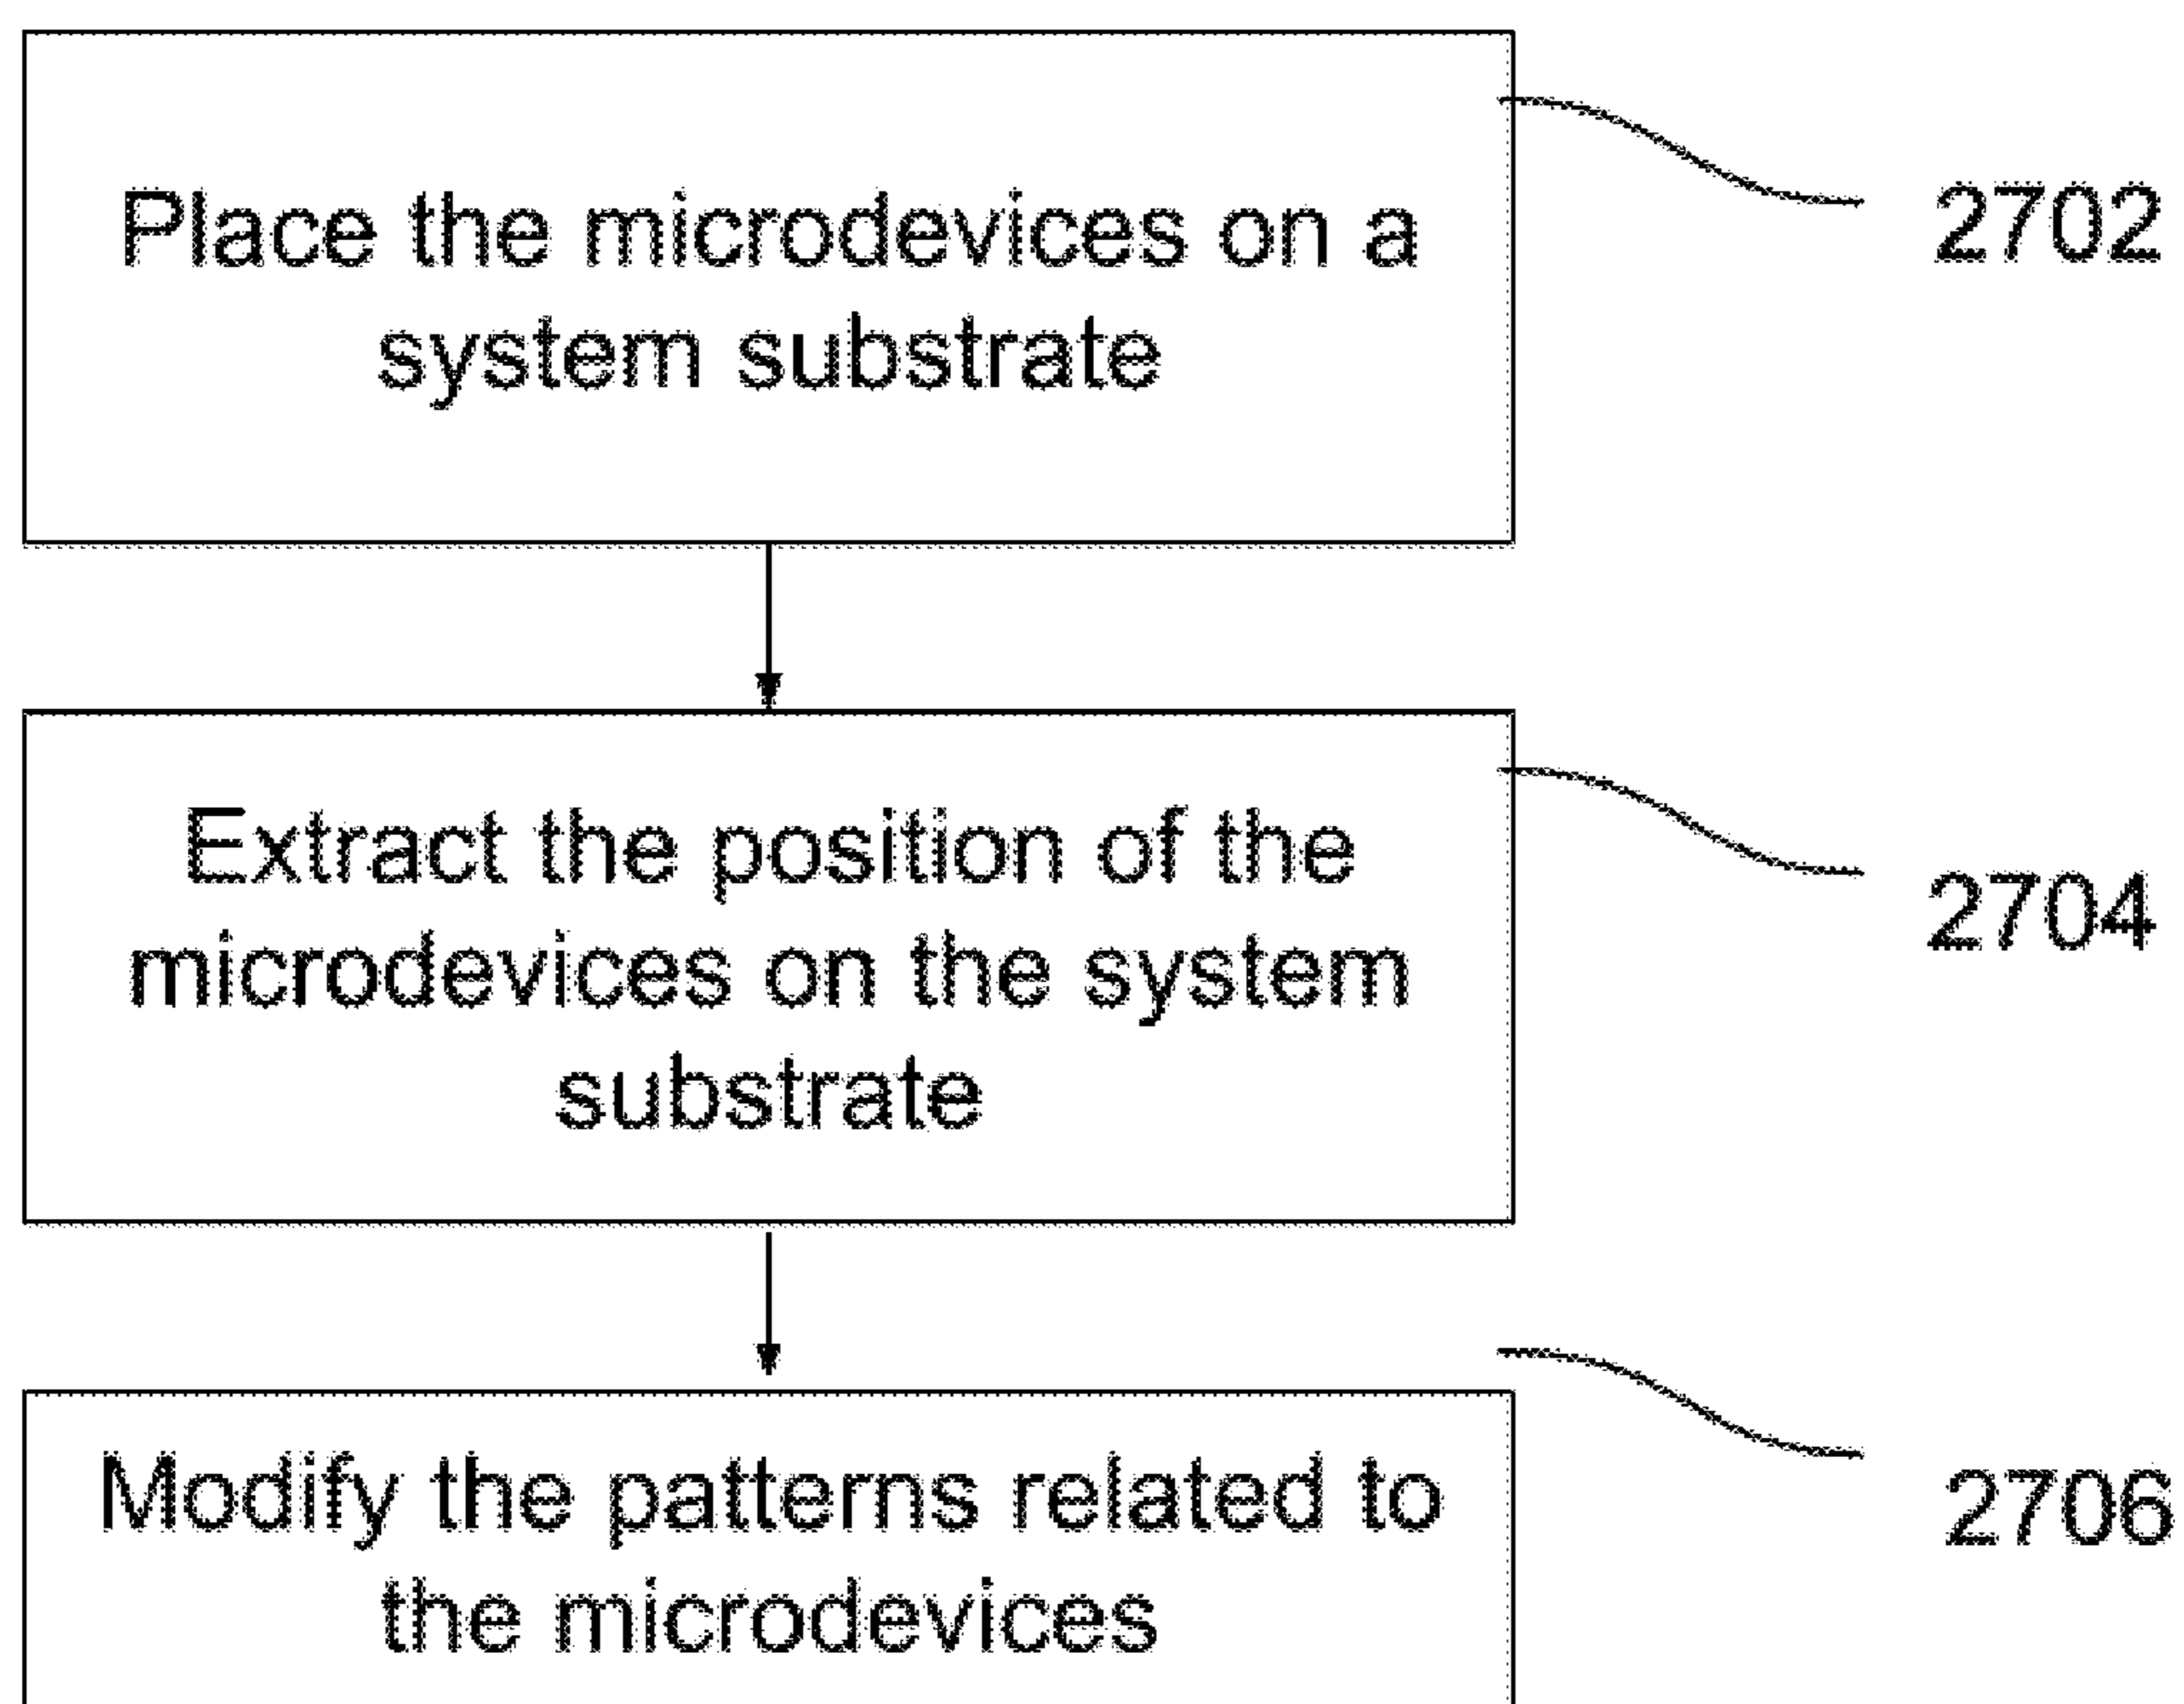 Place the microdevices on a
system substrate
2702
Extract the position of the
microdevices on the system
substrate
2704
Modify the patterns related to
the microdevices
2706